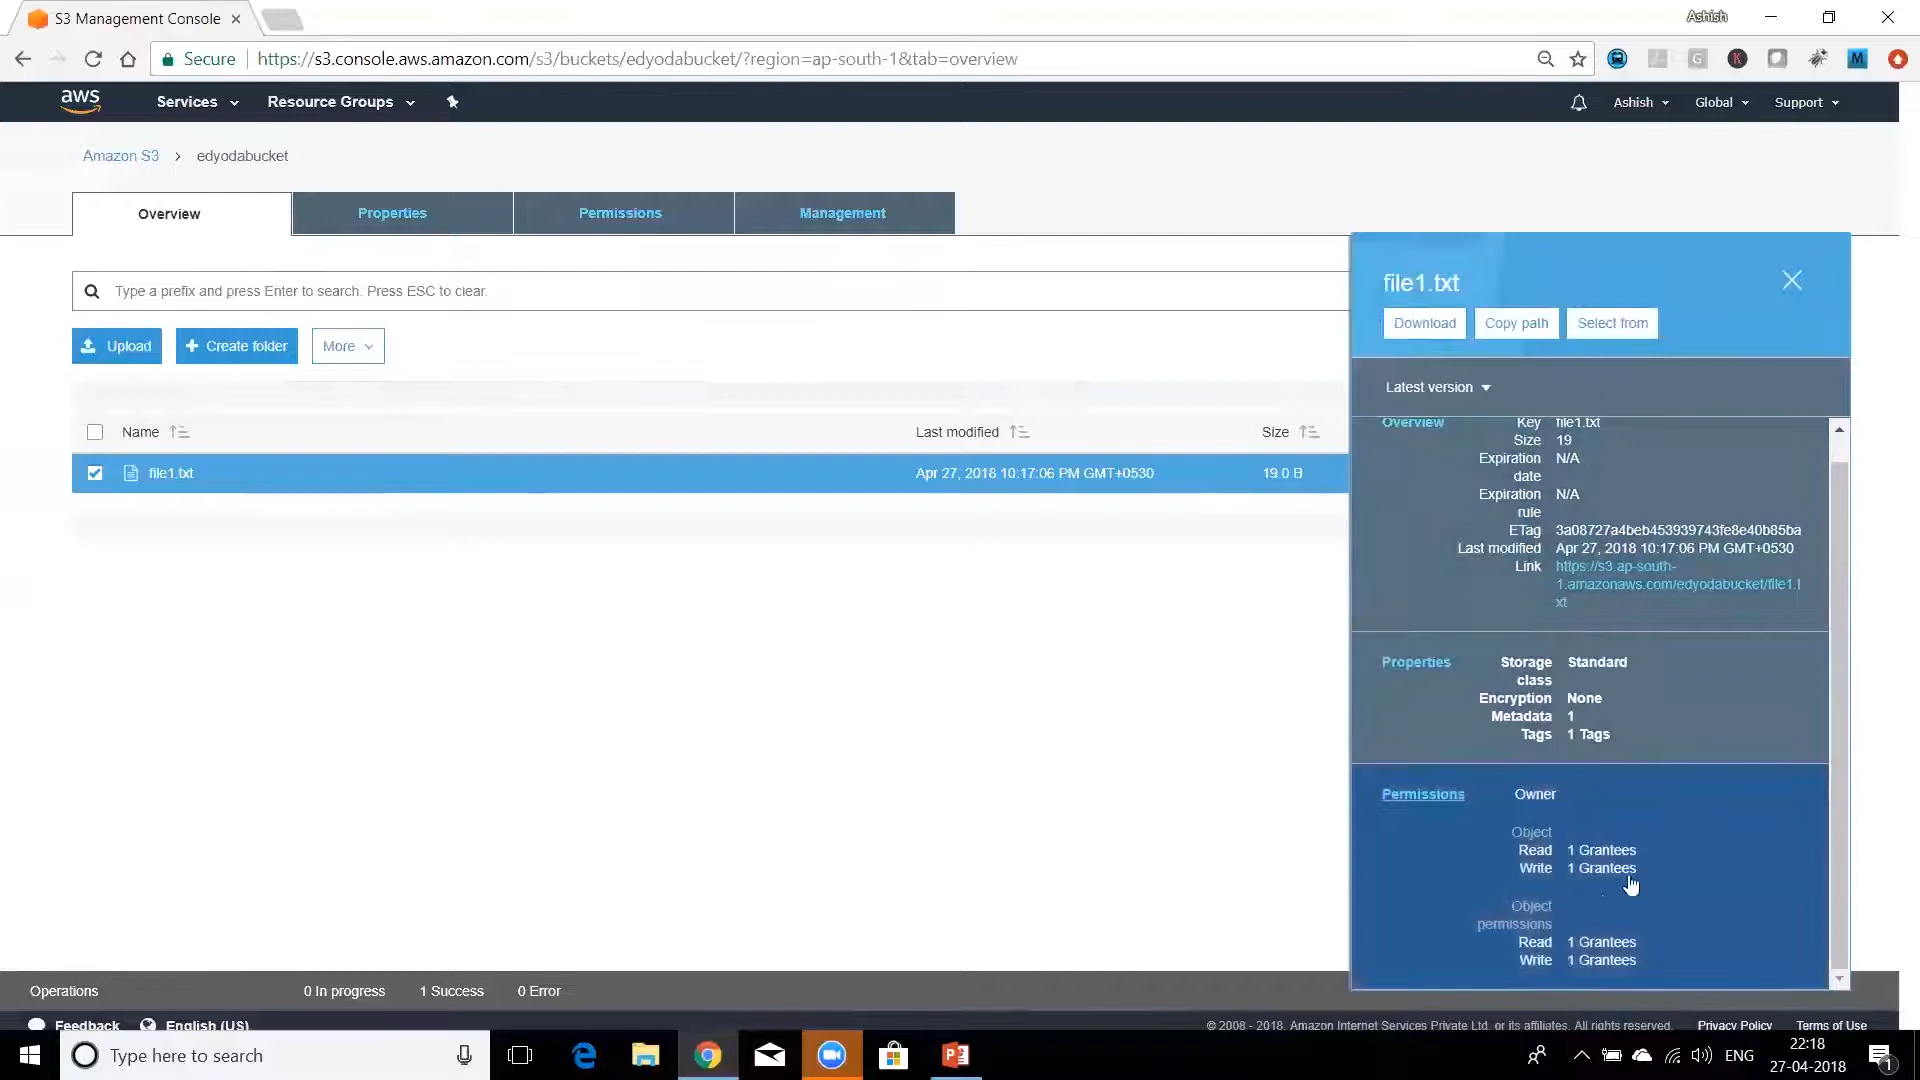 S3 Management Console
Ashish
Secure
https://s3.console.aws.amazon.com/s3/buckets/edyodabucket/?region=ap-south-1&tab=overview
aws
Services
Resource Groups
Ashish
Global
Support
Amazon S3 > edyodabucket
Overview
Properties
Permissions
Management
Type a prefix and press Enter to search. Press ESC to clear.
Upload
+ Create folder
More
Name
Last modified
Size
file1.txt
Apr 27, 2018 10:17:06 PM GMT+0530
19.0 B
file1.txt
Download
Copy path
Select from
Latest version
Overview
Key file1.txt
Size 19
Expiration N/A
date
Expiration N/A
rule
ETag 3a08727a4beb453939743fe8e40b85ba
Last modified Apr 27, 2018 10:17:06 PM GMT+0530
Link https://s3.ap-south-
1.amazonaws.com/edyodabucket/file1.t
xt
Properties
Storage Standard
class
Encryption None
Metadata 1
Tags 1 Tags
Permissions
Owner
Object
Read 1 Grantees
Write 1 Grantees
Object
permissions
Read 1 Grantees
Write 1 Grantees
Operations
0 In progress
1 Success
0 Error
Feedback
English (US)
© 2008 - 2018, Amazon Internet Services Private Ltd. or its affiliates. All rights reserved.
Privacy Policy
Terms of Use
Type here to search
ENG
22:18
27-04-2018
1